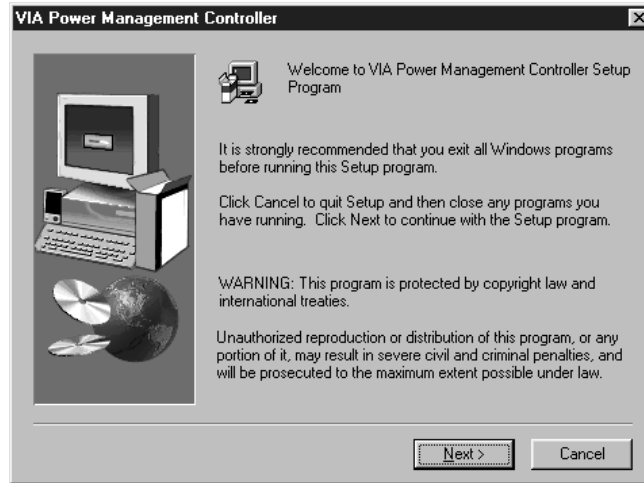 VIA Power Management Controller
Welcome to VIA Power Management Controller Setup
Program
It is strongly recommended that you exit all Windows programs
before running this Setup program.
Click Cancel to quit Setup and then close any programs you
have running. Click Next to continue with the Setup program.
WARNING: This program is protected by copyright law and
international treaties.
Unauthorized reproduction or distribution of this program, or any
portion of it, may result in severe civil and criminal penalties, and
will be prosecuted to the maximum extent possible under law.
Next >
Cancel